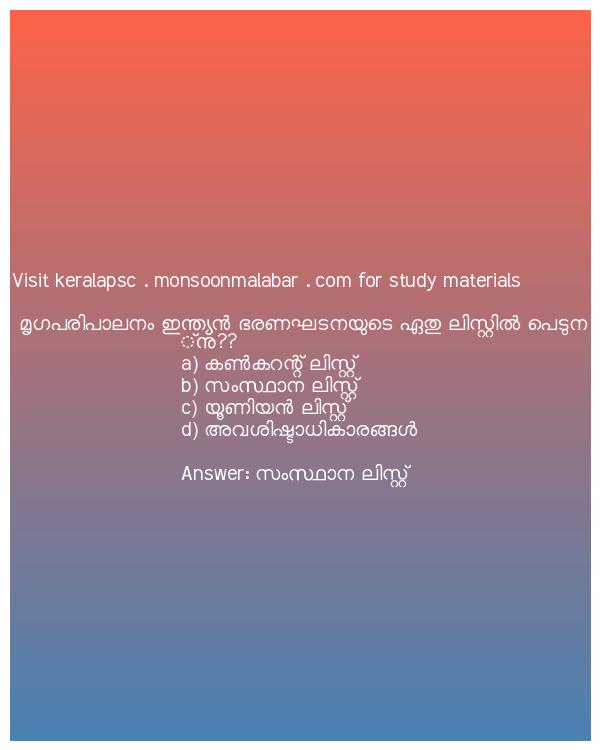 Visit keralapsc . monsoonmalabar . com for study materials
മൃഗപരിപാലനം ഇന്ത്യൻ ഭരണഘടനയുടെ ഏതു ലിസ്റ്റിൽ പെടുന
്നു??
a) കൺകറന്റ് ലിസ്റ്റ്
b) സംസ്ഥാന ലിസ്റ്റ്
c) യൂണിയൻ ലിസ്റ്റ്
d) അവശിഷ്ടാധികാരങ്ങൾ
Answer: സംസ്ഥാന ലിസ്റ്റ്